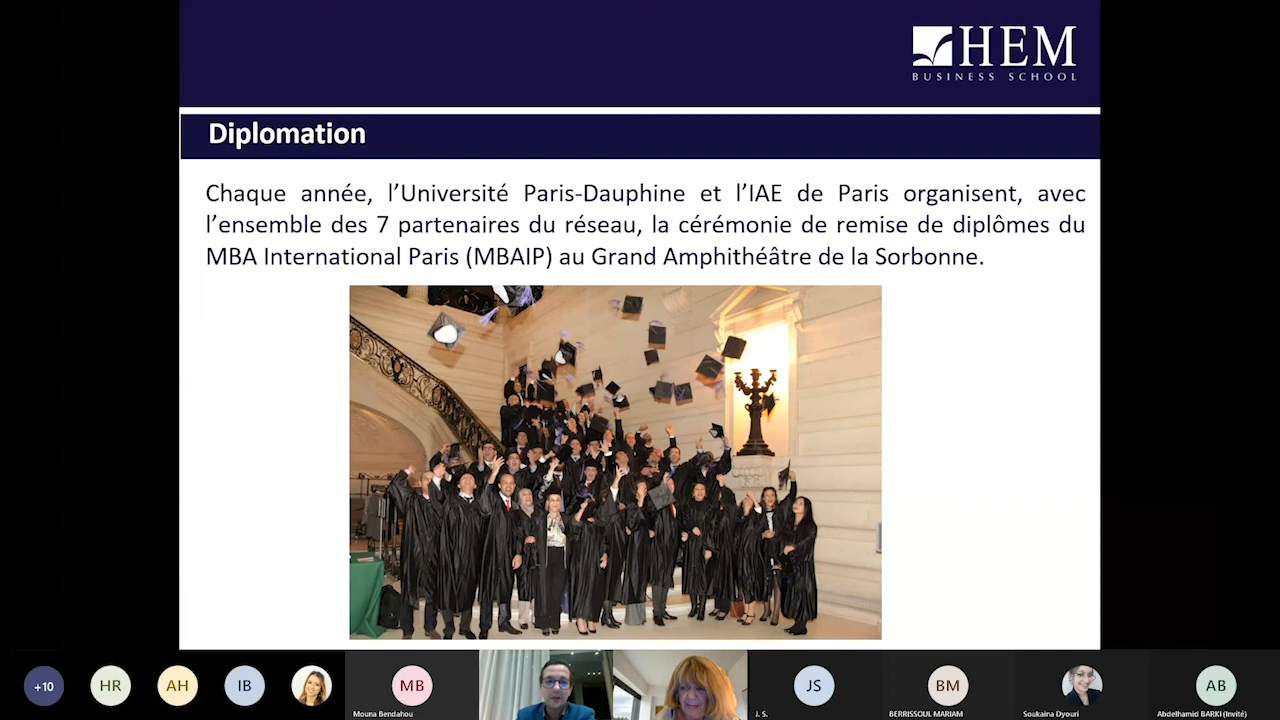 HEM
BUSINESS SCHOOL
Diplomation
Chaque année, l’Université Paris-Dauphine et l’IAE de Paris organisent, avec
l’ensemble des 7 partenaires du réseau, la cérémonie de remise de diplômes du
MBA International Paris (MBAIP) au Grand Amphithéâtre de la Sorbonne.
+10
HR
AH
IB
MB
JS
BM
AB
Mouna Bendahou
J. S.
BERRISSOUL MARIAM
Soukaina Dyouri
Abdelhamid BARKI (Invité)